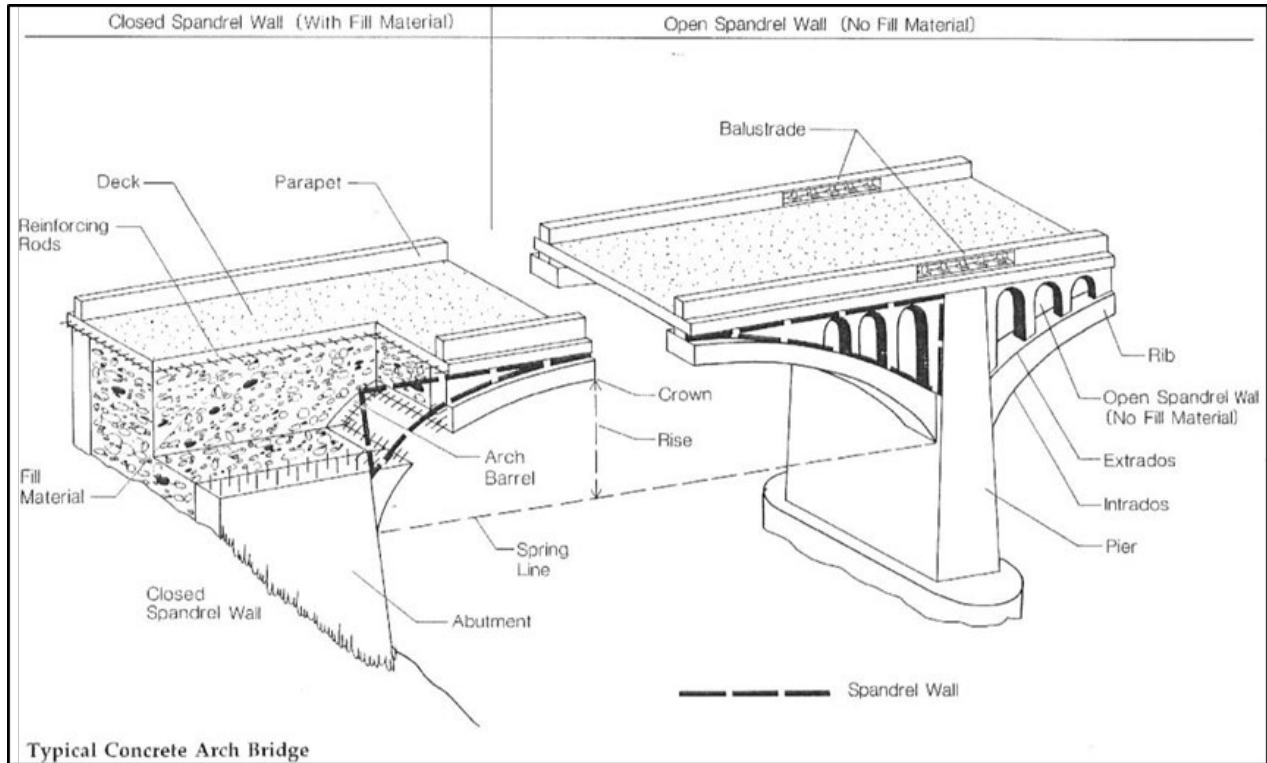 Closed Spandrel Wall (With Fill Material)
Open Spandrel Wall (No Fill Material)
Balustrade
Deck
Parapet
Reinforcing
Rods
Rib
Crown
Open Spandrel Wall
(No Fill Material)
Rise
Arch
Barrel
Extrados
Fill
Material
Intrados
Pier
Spring
Line
Closed
Spandrel Wall
Abutment
Spandrel Wall
Typical Concrete Arch Bridge